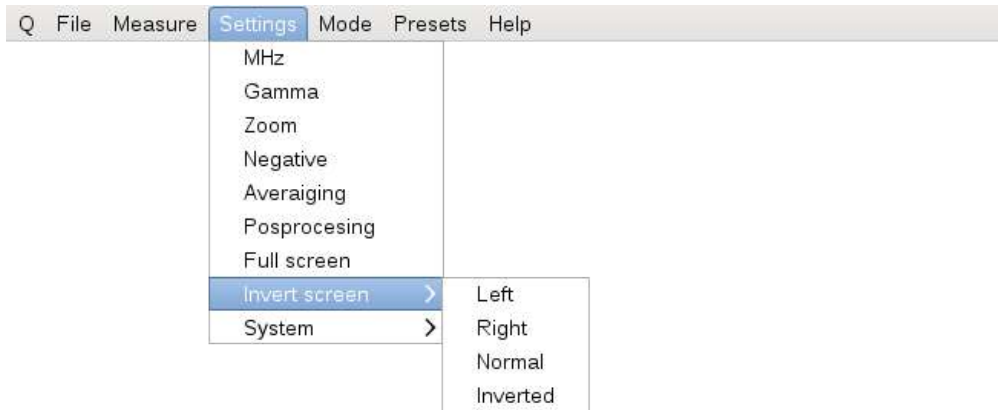 Q File Measure Settings Mode Presets Help
MHz
Gamma
Zoom
Negative
Averaiging
Posprocesing
Full screen
Invert screen
System
Left
Right
Normal
Inverted